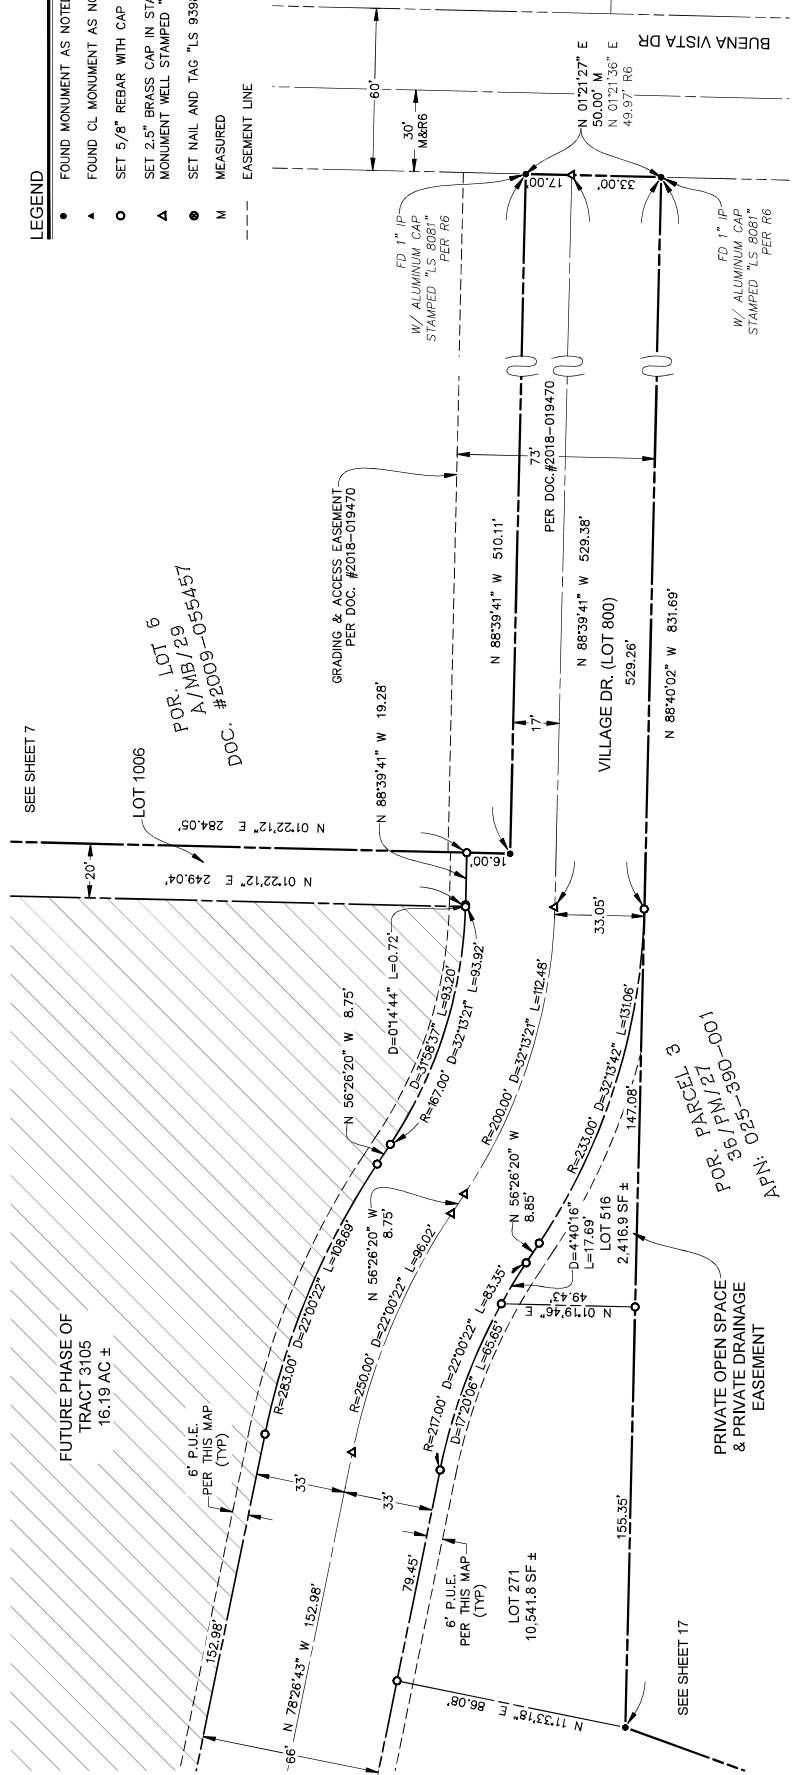 LEGEND
FOUND MONUMENT AS NOTED
FOUND CL MONUMENT AS
SET 5/8" REBAR WITH CAP
SET 2.5" BRASS CAP IN
MONUMENT WELL STAMPED
SET NAIL AND TAG "LS
M MEASURED
EASEMENT LINE
60'
30'
M&R6
BUENA VISTA DR
N 01°21'27" E
50.00' M
N 01°21'36" E
49.97' R6
17.00'
33.00'
FD 1" IP
W/ ALUMINUM CAP
STAMPED "LS 8081"
PER R6
FD 1" IP
W/ ALUMINUM CAP
STAMPED "LS 8081"
PER R6
73'
PER DOC.#2018-019470
GRADING & ACCESS EASEMENT
PER DOC. #2018-019470
N 88°39'41" W 510.11'
N 88°39'41" W 529.38'
VILLAGE DR. (LOT 800)
529.26'
N 88°40'02" W 831.69'
17'
POR. LOT 6
A/MB/29
DOC. #2009-055457
SEE SHEET 7
LOT 1006
N 88°39'41" W 19.28'
N 01°22'12" E 284.05'
20'
N 01°22'12" E 249.04'
16.00'
33.05'
D=0°14'44" L=0.72'
N 56°26'20" W 8.75'
D=31°58'37" L=93.20'
R=167.00' D=32°13'21" L=93.92'
R=200.00' D=32°13'21" L=112.48'
R=233.00' D=32°13'42" L=131.06'
147.08'
POR. PARCEL 3
36/PM/27
APN: 025-390-001
N 56°26'20" W
8.75'
N 56°26'20" W
8.85'
D=4°40'16"
L=17.69'
LOT 516
2,416.9 SF ±
N 01°19'46" E
49.43'
R=283.00' D=22°00'22" L=108.69'
R=250.00' D=22°00'22" L=96.02'
R=217.00' D=22°00'22" L=83.35'
D=17°20'06" L=65.65'
FUTURE PHASE OF
TRACT 3105
16.19 AC ±
PRIVATE OPEN SPACE
& PRIVATE DRAINAGE
EASEMENT
6' P.U.E.
PER THIS MAP
(TYP)
33'
33'
155.35'
79.45'
6' P.U.E.
PER THIS MAP
(TYP)
LOT 271
10,541.8 SF ±
152.98'
N 78°26'43" W 152.98'
66'
N 11°33'18" E 86.08'
SEE SHEET 17